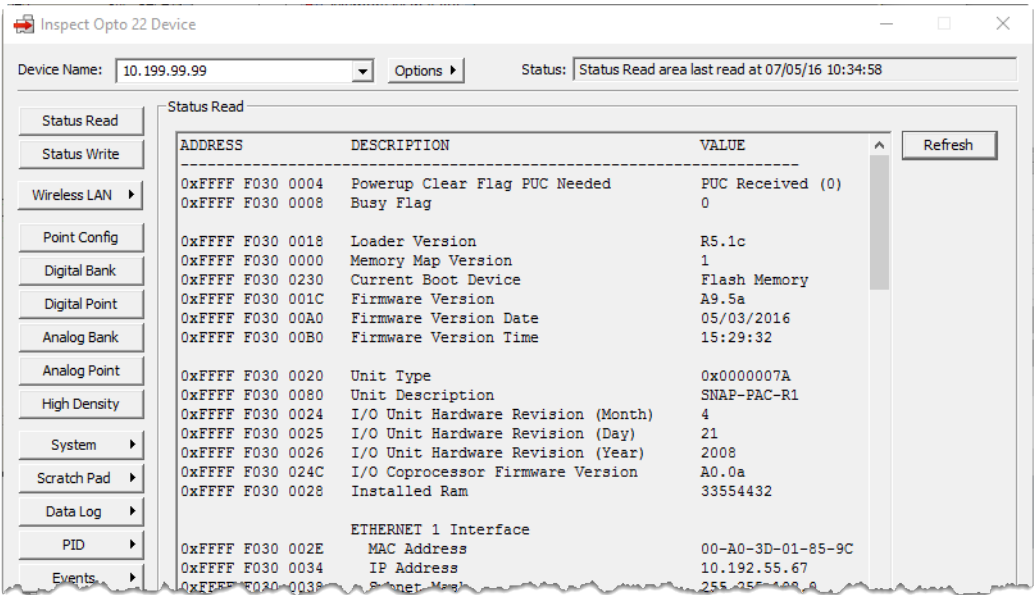 Inspect Opto 22 Device
Device Name: 10.199.99.99 Options Status: Status Read area last read at 07/05/16 10:34:58
Status Read
Status Write
Wireless LAN
Point Config
Digital Bank
Digital Point
Analog Bank
Analog Point
High Density
System
Scratch Pad
Data Log
PID
Events
Status Read
Refresh
ADDRESS DESCRIPTION VALUE
0xFFFF F030 0004 Powerup Clear Flag PUC Needed PUC Received (0)
0xFFFF F030 0008 Busy Flag 0
0xFFFF F030 0018 Loader Version R5.1c
0xFFFF F030 0000 Memory Map Version 1
0xFFFF F030 0230 Current Boot Device Flash Memory
0xFFFF F030 001C Firmware Version A9.5a
0xFFFF F030 00A0 Firmware Version Date 05/03/2016
0xFFFF F030 00B0 Firmware Version Time 15:29:32
0xFFFF F030 0020 Unit Type 0x0000007A
0xFFFF F030 0080 Unit Description SNAP-PAC-R1
0xFFFF F030 0024 I/O Unit Hardware Revision (Month) 4
0xFFFF F030 0025 I/O Unit Hardware Revision (Day) 21
0xFFFF F030 0026 I/O Unit Hardware Revision (Year) 2008
0xFFFF F030 024C I/O Coprocessor Firmware Version A0.0a
0xFFFF F030 0028 Installed Ram 33554432
ETHERNET 1 Interface
0xFFFF F030 002E MAC Address 00-A0-3D-01-85-9C
0xFFFF F030 0034 IP Address 10.192.55.67
0xFFFF F030 0038 Subnet Mask